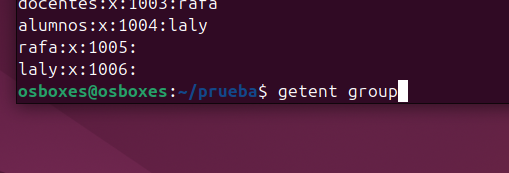 docentes:x:1003:rafa
alumnos:x:1004:laly
rafa:x:1005:
laly:x:1006:
osboxes@osboxes:~/prueba$ getent group